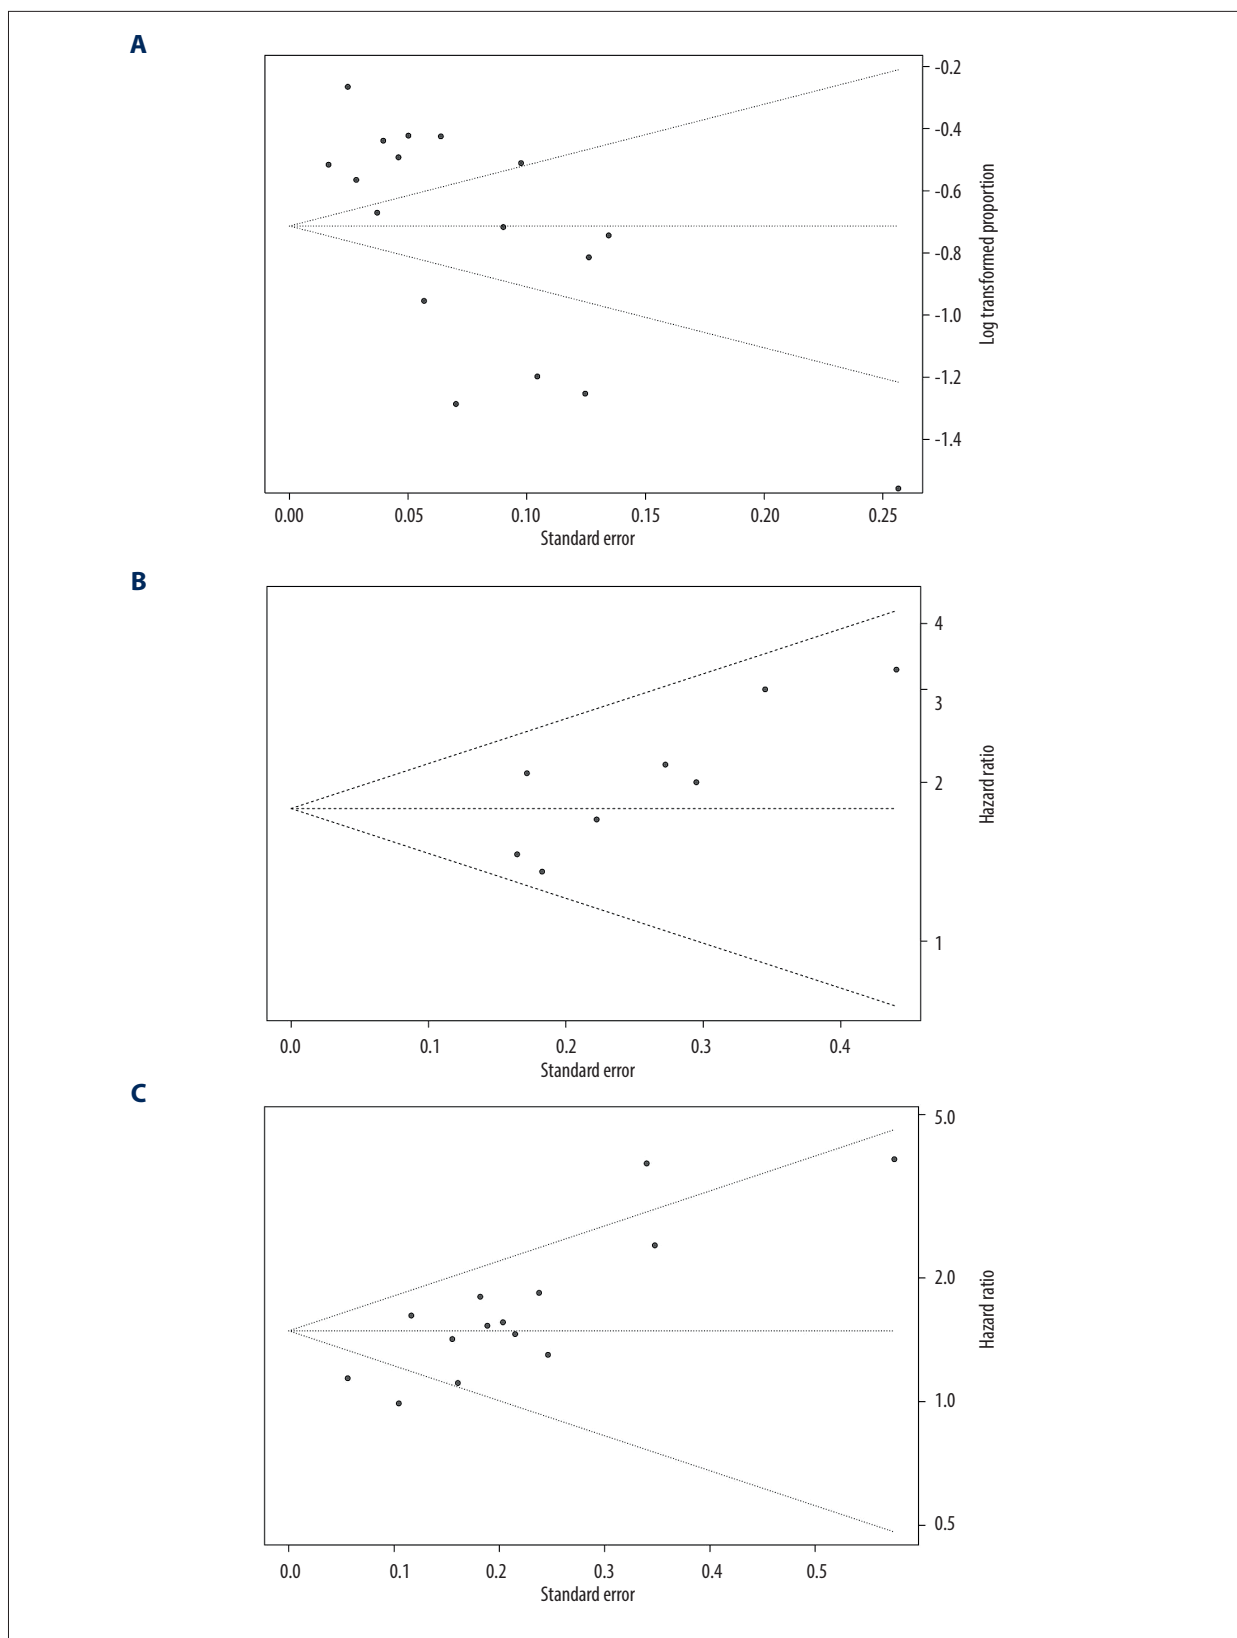 A
-0.2
-0.4
-0.6
-0.8
-1.0
-1.2
-1.4
Log transformed proportion
0.00 0.05 0.10 0.15 0.20 0.25
Standard error
B
4
3
2
1
Hazard ratio
0.0 0.1 0.2 0.3 0.4
Standard error
C
5.0
2.0
1.0
0.5
Hazard ratio
0.0 0.1 0.2 0.3 0.4 0.5
Standard error